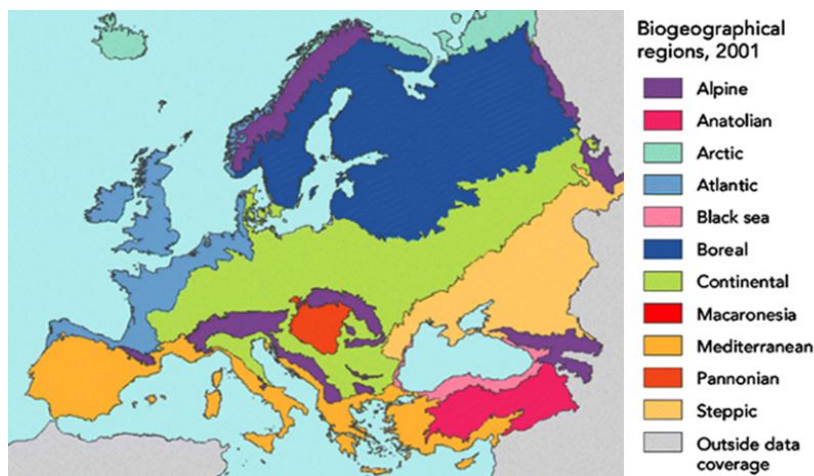 Biogeographical
regions, 2001
Alpine
Anatolian
Arctic
Atlantic
Black sea
Boreal
Continental
Macaronesia
Mediterranean
Pannonian
Steppic
Outside data
coverage